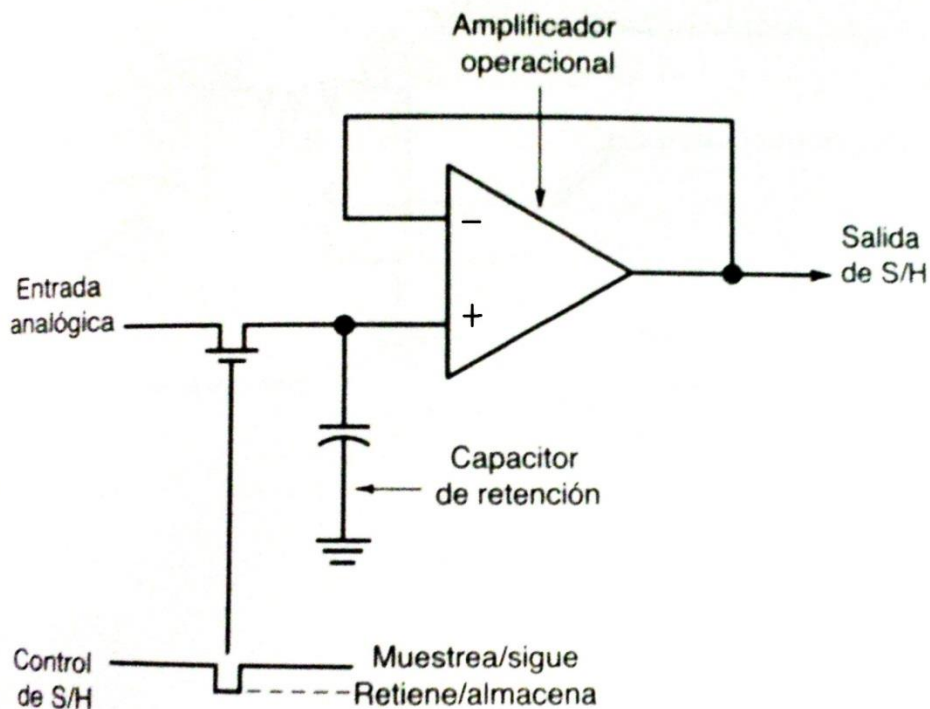 Amplificador
operacional
−
+
Salida
de S/H
Entrada
analógica
Capacitor
de retención
Control
de S/H
Muestrea/sigue
Retiene/almacena